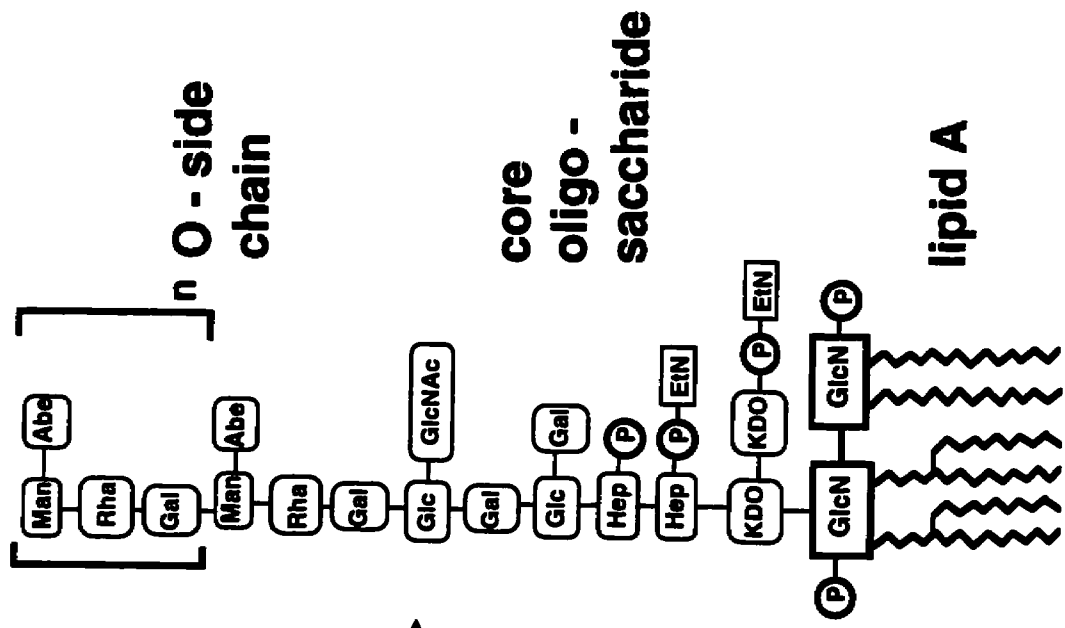 Man
Abe
Rha
Gal
n
O - side
chain
Man
Abe
Rha
Gal
Glc
GlcNAc
Gal
Glc
Gal
Hep
P
Hep
P
EtN
core
oligo -
saccharide
KDO
KDO
P
EtN
P
GlcN
GlcN
P
lipid A